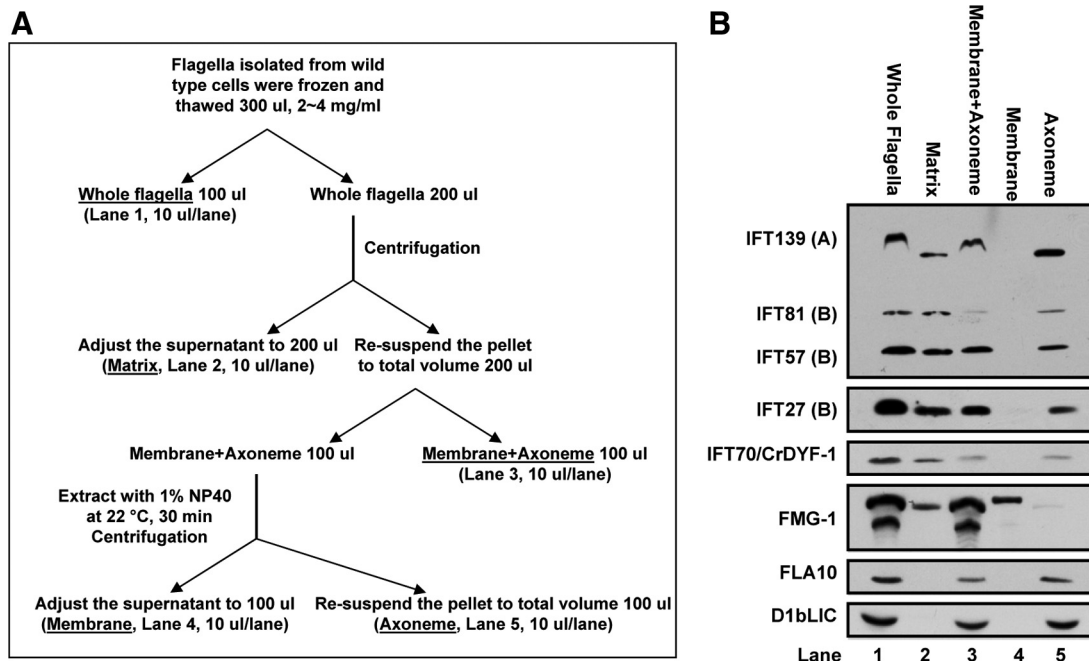 A
Flagella isolated from wild
type cells were frozen and
thawed 300 ul, 2~4 mg/ml
Whole flagella 100 ul
(Lane 1, 10 ul/lane)
Whole flagella 200 ul
Centrifugation
Adjust the supernatant to 200 ul
(Matrix, Lane 2, 10 ul/lane)
Re-suspend the pellet
to total volume 200 ul
Membrane+Axoneme 100 ul
Membrane+Axoneme 100 ul
(Lane 3, 10 ul/lane)
Extract with 1% NP40
at 22 °C, 30 min
Centrifugation
Adjust the supernatant to 100 ul
(Membrane, Lane 4, 10 ul/lane)
Re-suspend the pellet to total volume 100 ul
(Axoneme, Lane 5, 10 ul/lane)
B
Whole Flagella
Matrix
Membrane+Axoneme
Membrane
Axoneme
IFT139 (A)
IFT81 (B)
IFT57 (B)
IFT27 (B)
IFT70/CrDYF-1
FMG-1
FLA10
D1bLIC
Lane 1 2 3 4 5